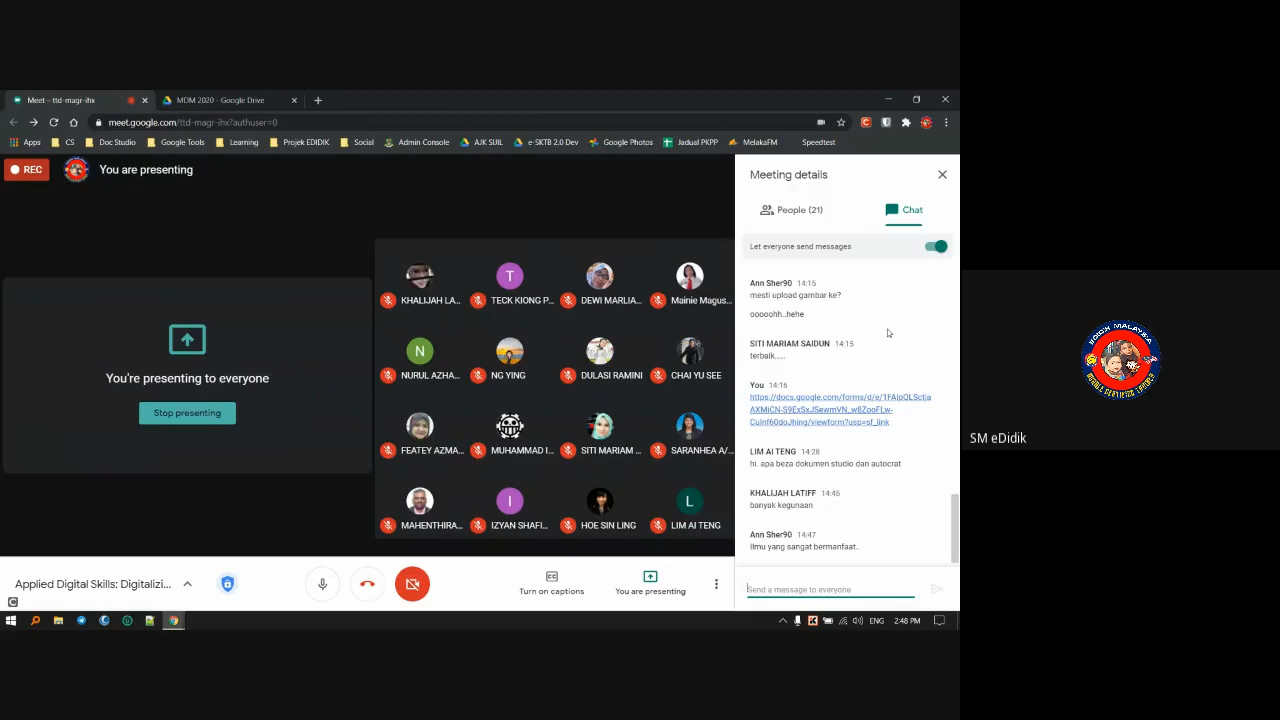 Meet – ttd-magr-ihx
MDM 2020 - Google Drive
meet.google.com/ttd-magr-ihx?authuser=0
Apps
CS
Doc Studio
Google Tools
Learning
Projek EDIDIK
Social
Admin Console
AJK SUIL
e-SKTB 2.0 Dev
Google Photos
Jadual PKPP
MelakaFM
Speedtest
REC
You are presenting
Meeting details
People (21)
Chat
Let everyone send messages
Ann Sher90 14:15
mesti upload gambar ke?
ooooohh..hehe
SITI MARIAM SAIDUN 14:15
terbaik.....
You 14:16
https://docs.google.com/forms/d/e/1FAIpQLSctja
AXMiCN-S9ExSxJSewmVN_w8ZooFLw-
CuInf60doJhing/viewform?usp=sf_link
LIM AI TENG 14:28
hi. apa beza dokumen studio dan autocrat
KHALIJAH LATIFF 14:45
banyak kegunaan
Ann Sher90 14:47
Ilmu yang sangat bermanfaat..
Send a message to everyone
You're presenting to everyone
Stop presenting
KHALIJAH LA...
T
TECK KIONG P...
DEWI MARLIA...
Mainie Magus...
N
NURUL AZHA...
NG YING
DULASI RAMINI
CHAI YU SEE
FEATEY AZMA...
MUHAMMAD I...
SITI MARIAM ...
SARANHEA A/...
MAHENTHIRA...
I
IZYAN SHAFI...
HOE SIN LING
L
LIM AI TENG
Applied Digital Skills: Digitalizi...
Turn on captions
You are presenting
ENG
2:48 PM
EDIDIK MALAYSIA
GOOGLE CERTIFIED TRAINER
SM eDidik